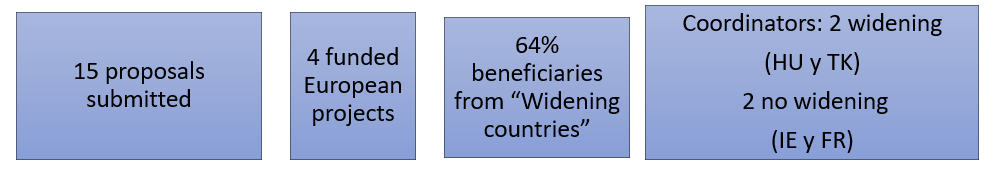 15 proposals
submitted
4 funded
European
projects
64%
beneficiaries
from “Widening
countries”
Coordinators: 2 widening
(HU y TK)
2 no widening
(IE y FR)